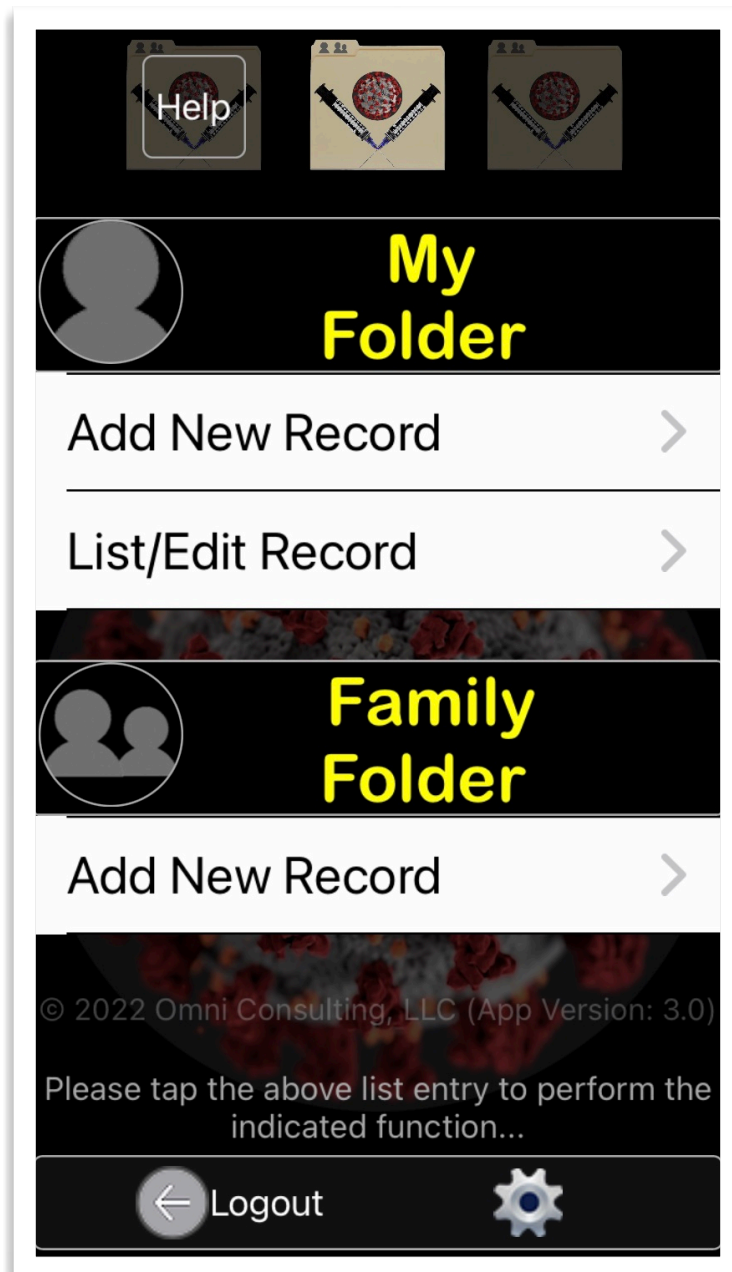 Help
My
Folder
Add New Record
List/Edit Record
Family
Folder
Add New Record
© 2022 Omni Consulting, LLC (App Version: 3.0)
Please tap the above list entry to perform the
indicated function...
Logout